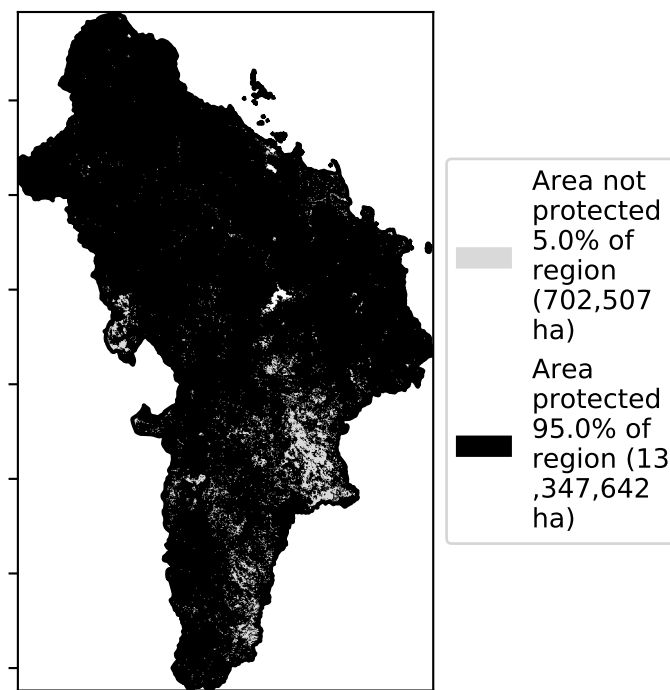 Area not
protected
5.0% of
region
(702,507
ha)
Area
protected
95.0% of
region (13
,347,642
ha)